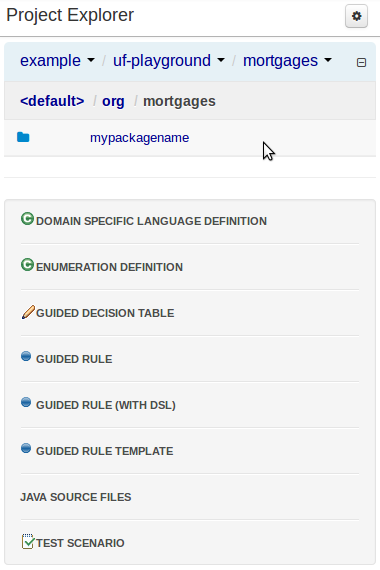 Project Explorer
example / uf-playground / mortgages
<default> / org / mortgages
mypackagename
DOMAIN SPECIFIC LANGUAGE DEFINITION
ENUMERATION DEFINITION
GUIDED DECISION TABLE
GUIDED RULE
GUIDED RULE (WITH DSL)
GUIDED RULE TEMPLATE
JAVA SOURCE FILES
TEST SCENARIO